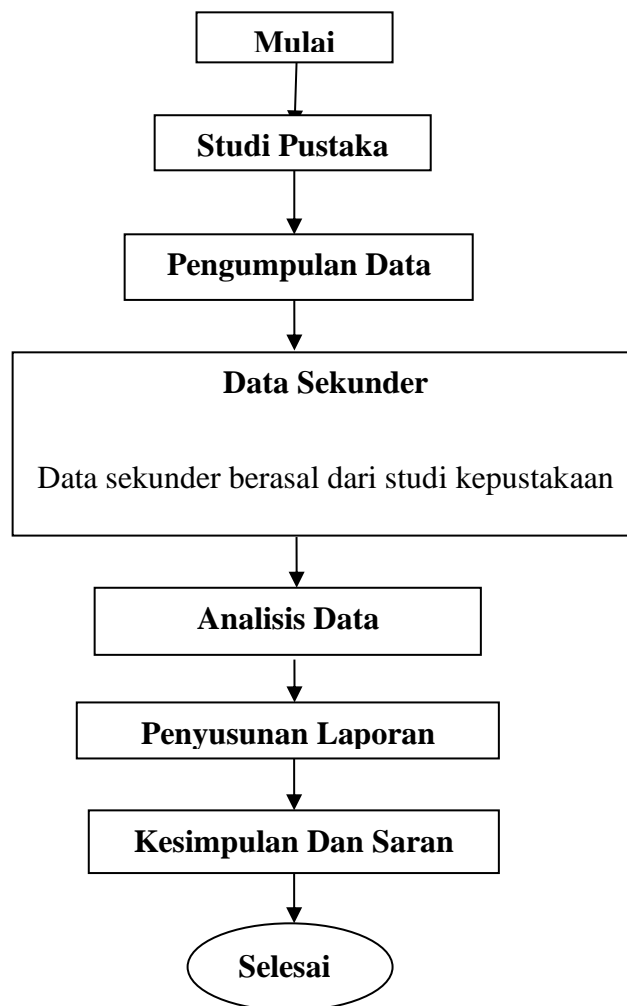 Mulai
Studi Pustaka
Pengumpulan Data
Data Sekunder
Data sekunder berasal dari studi kepustakaan
Analisis Data
Penyusunan Laporan
Kesimpulan Dan Saran
Selesai